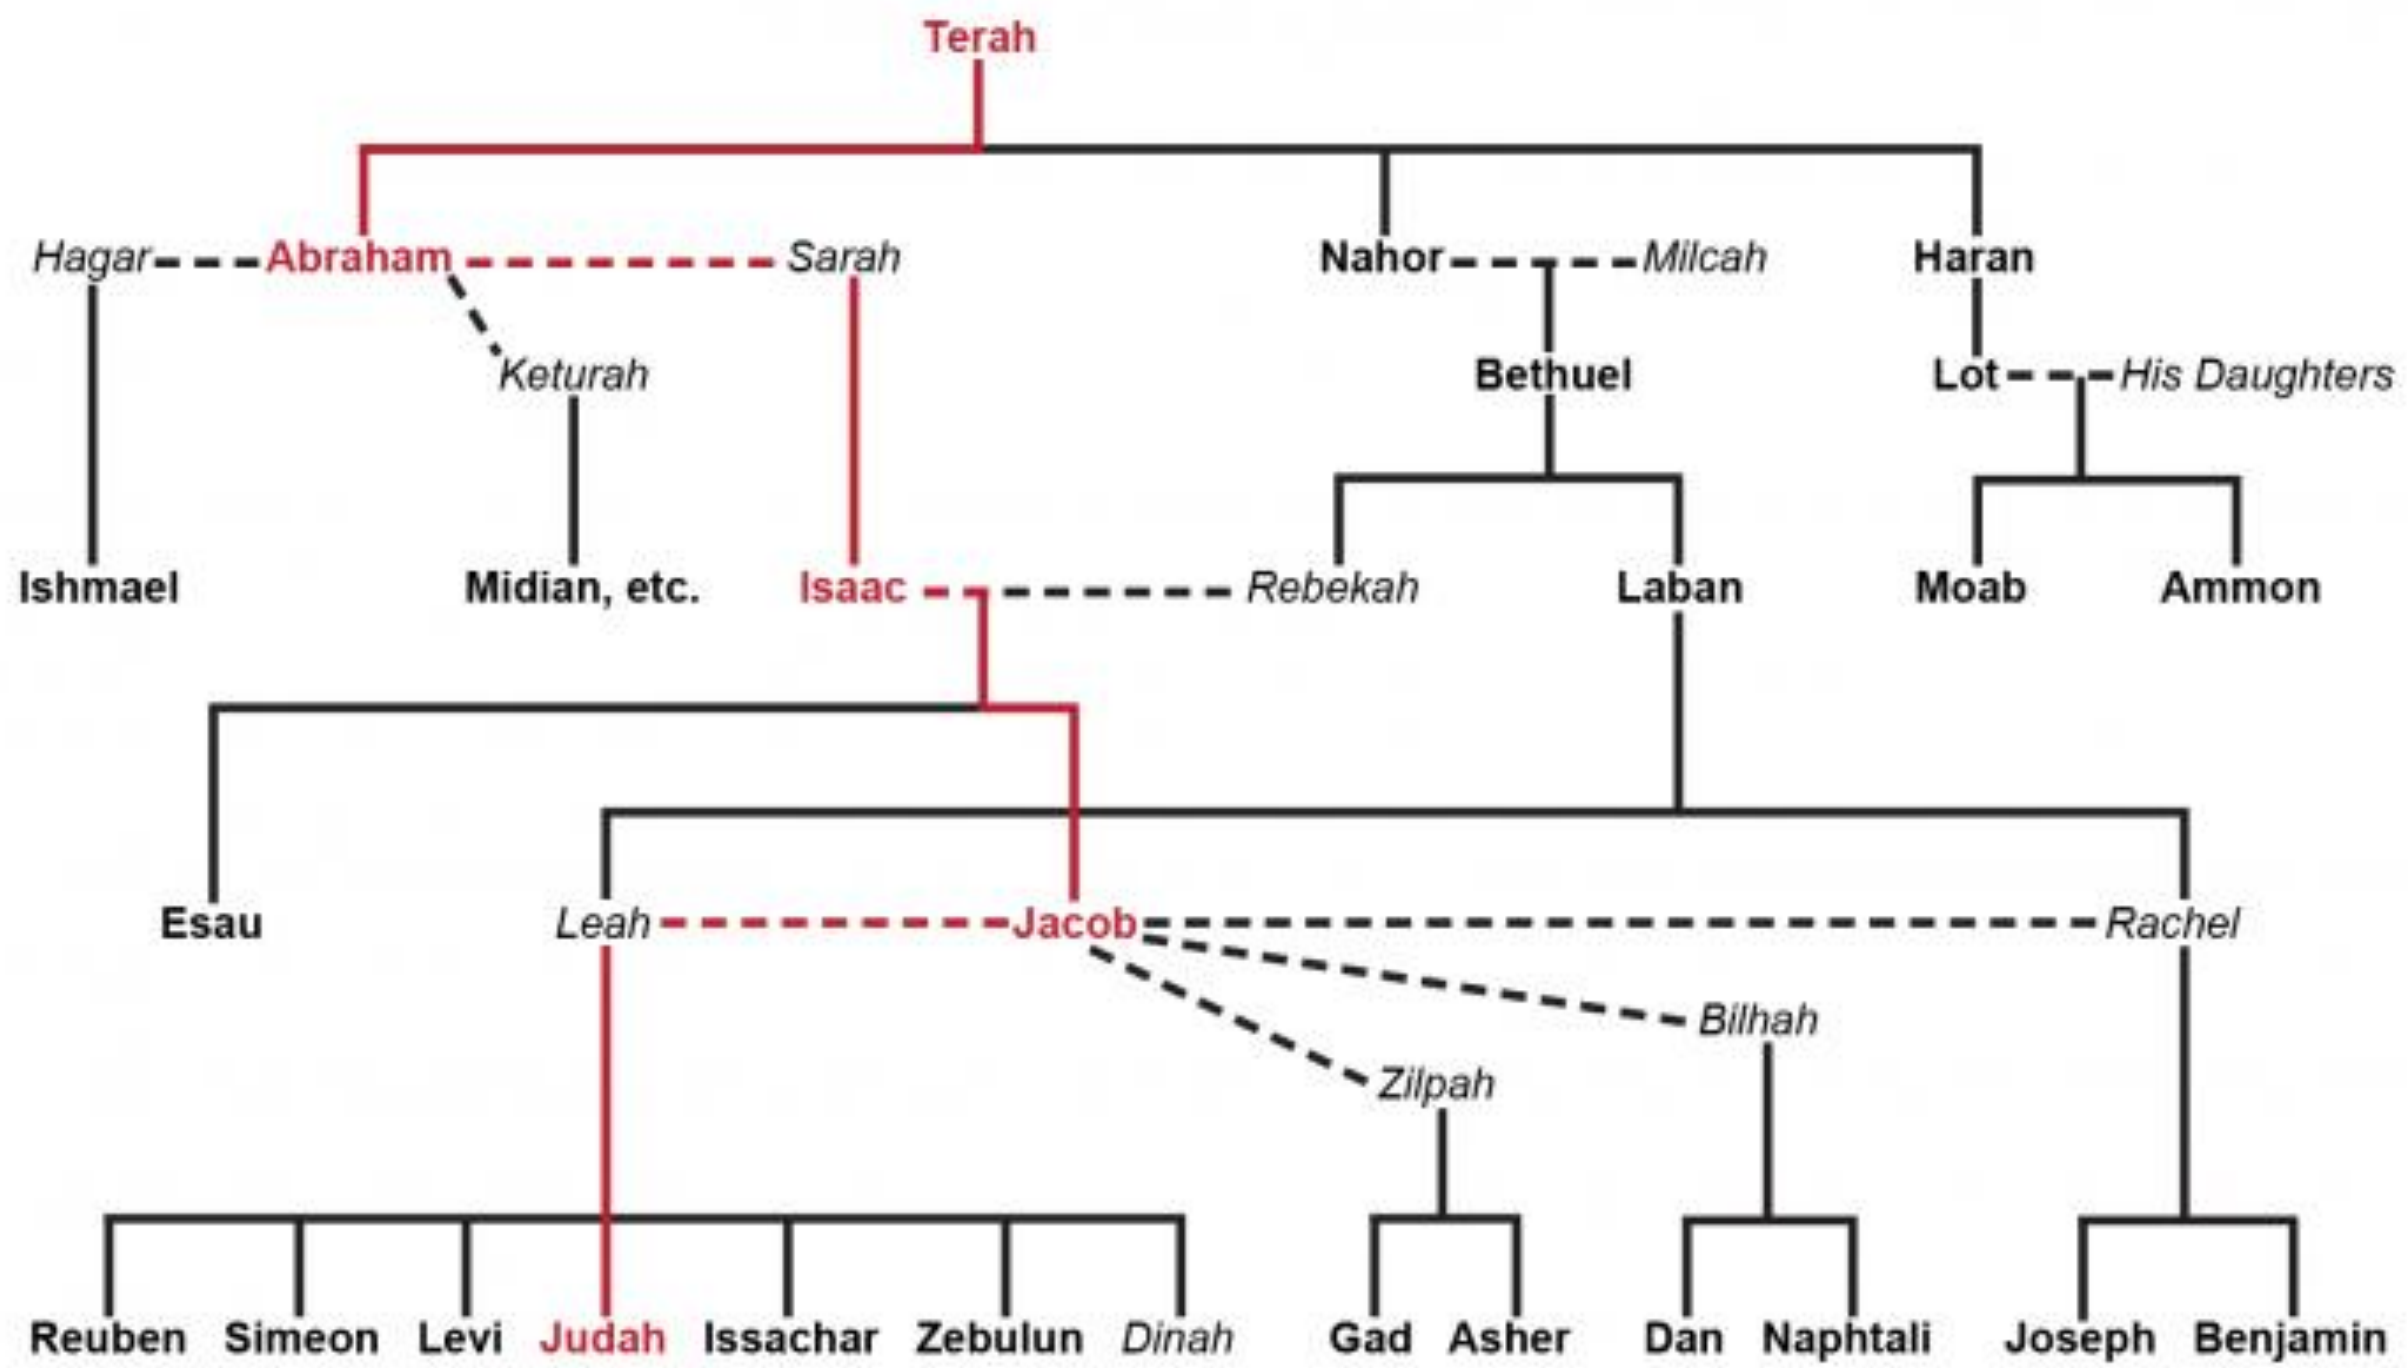 Terah
Hagar Abraham Sarah Nahor Milcah Haran
Keturah Bethuel Lot His Daughters
Ishmael Midian, etc. Isaac Rebekah Laban Moab Ammon
Esau Leah Jacob Rachel
Bilhah
Zilpah
Reuben Simeon Levi Judah Issachar Zebulun Dinah Gad Asher Dan Naphtali Joseph Benjamin